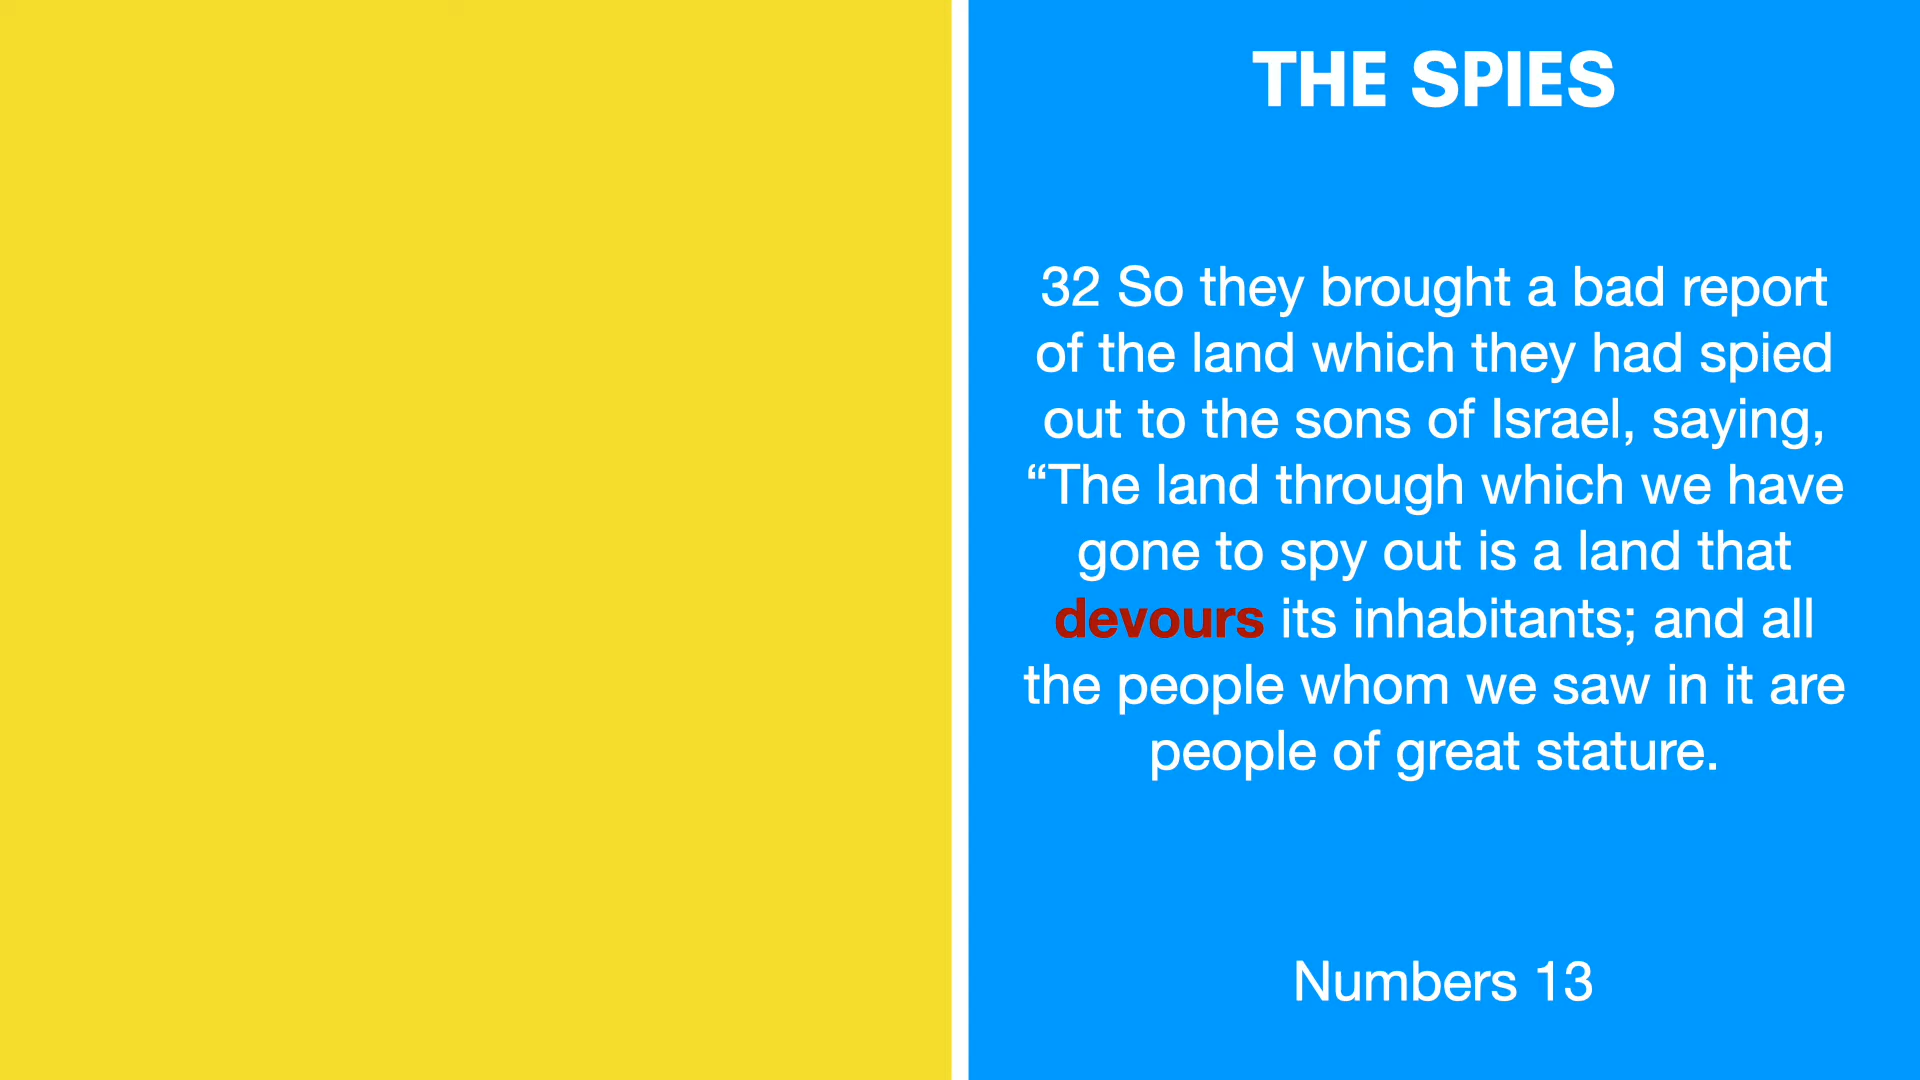 THE SPIES
32 So they brought a bad report
of the land which they had spied
out to the sons of Israel, saying,
“The land through which we have
gone to spy out is a land that
devours its inhabitants; and all
the people whom we saw in it are
people of great stature.
Numbers 13